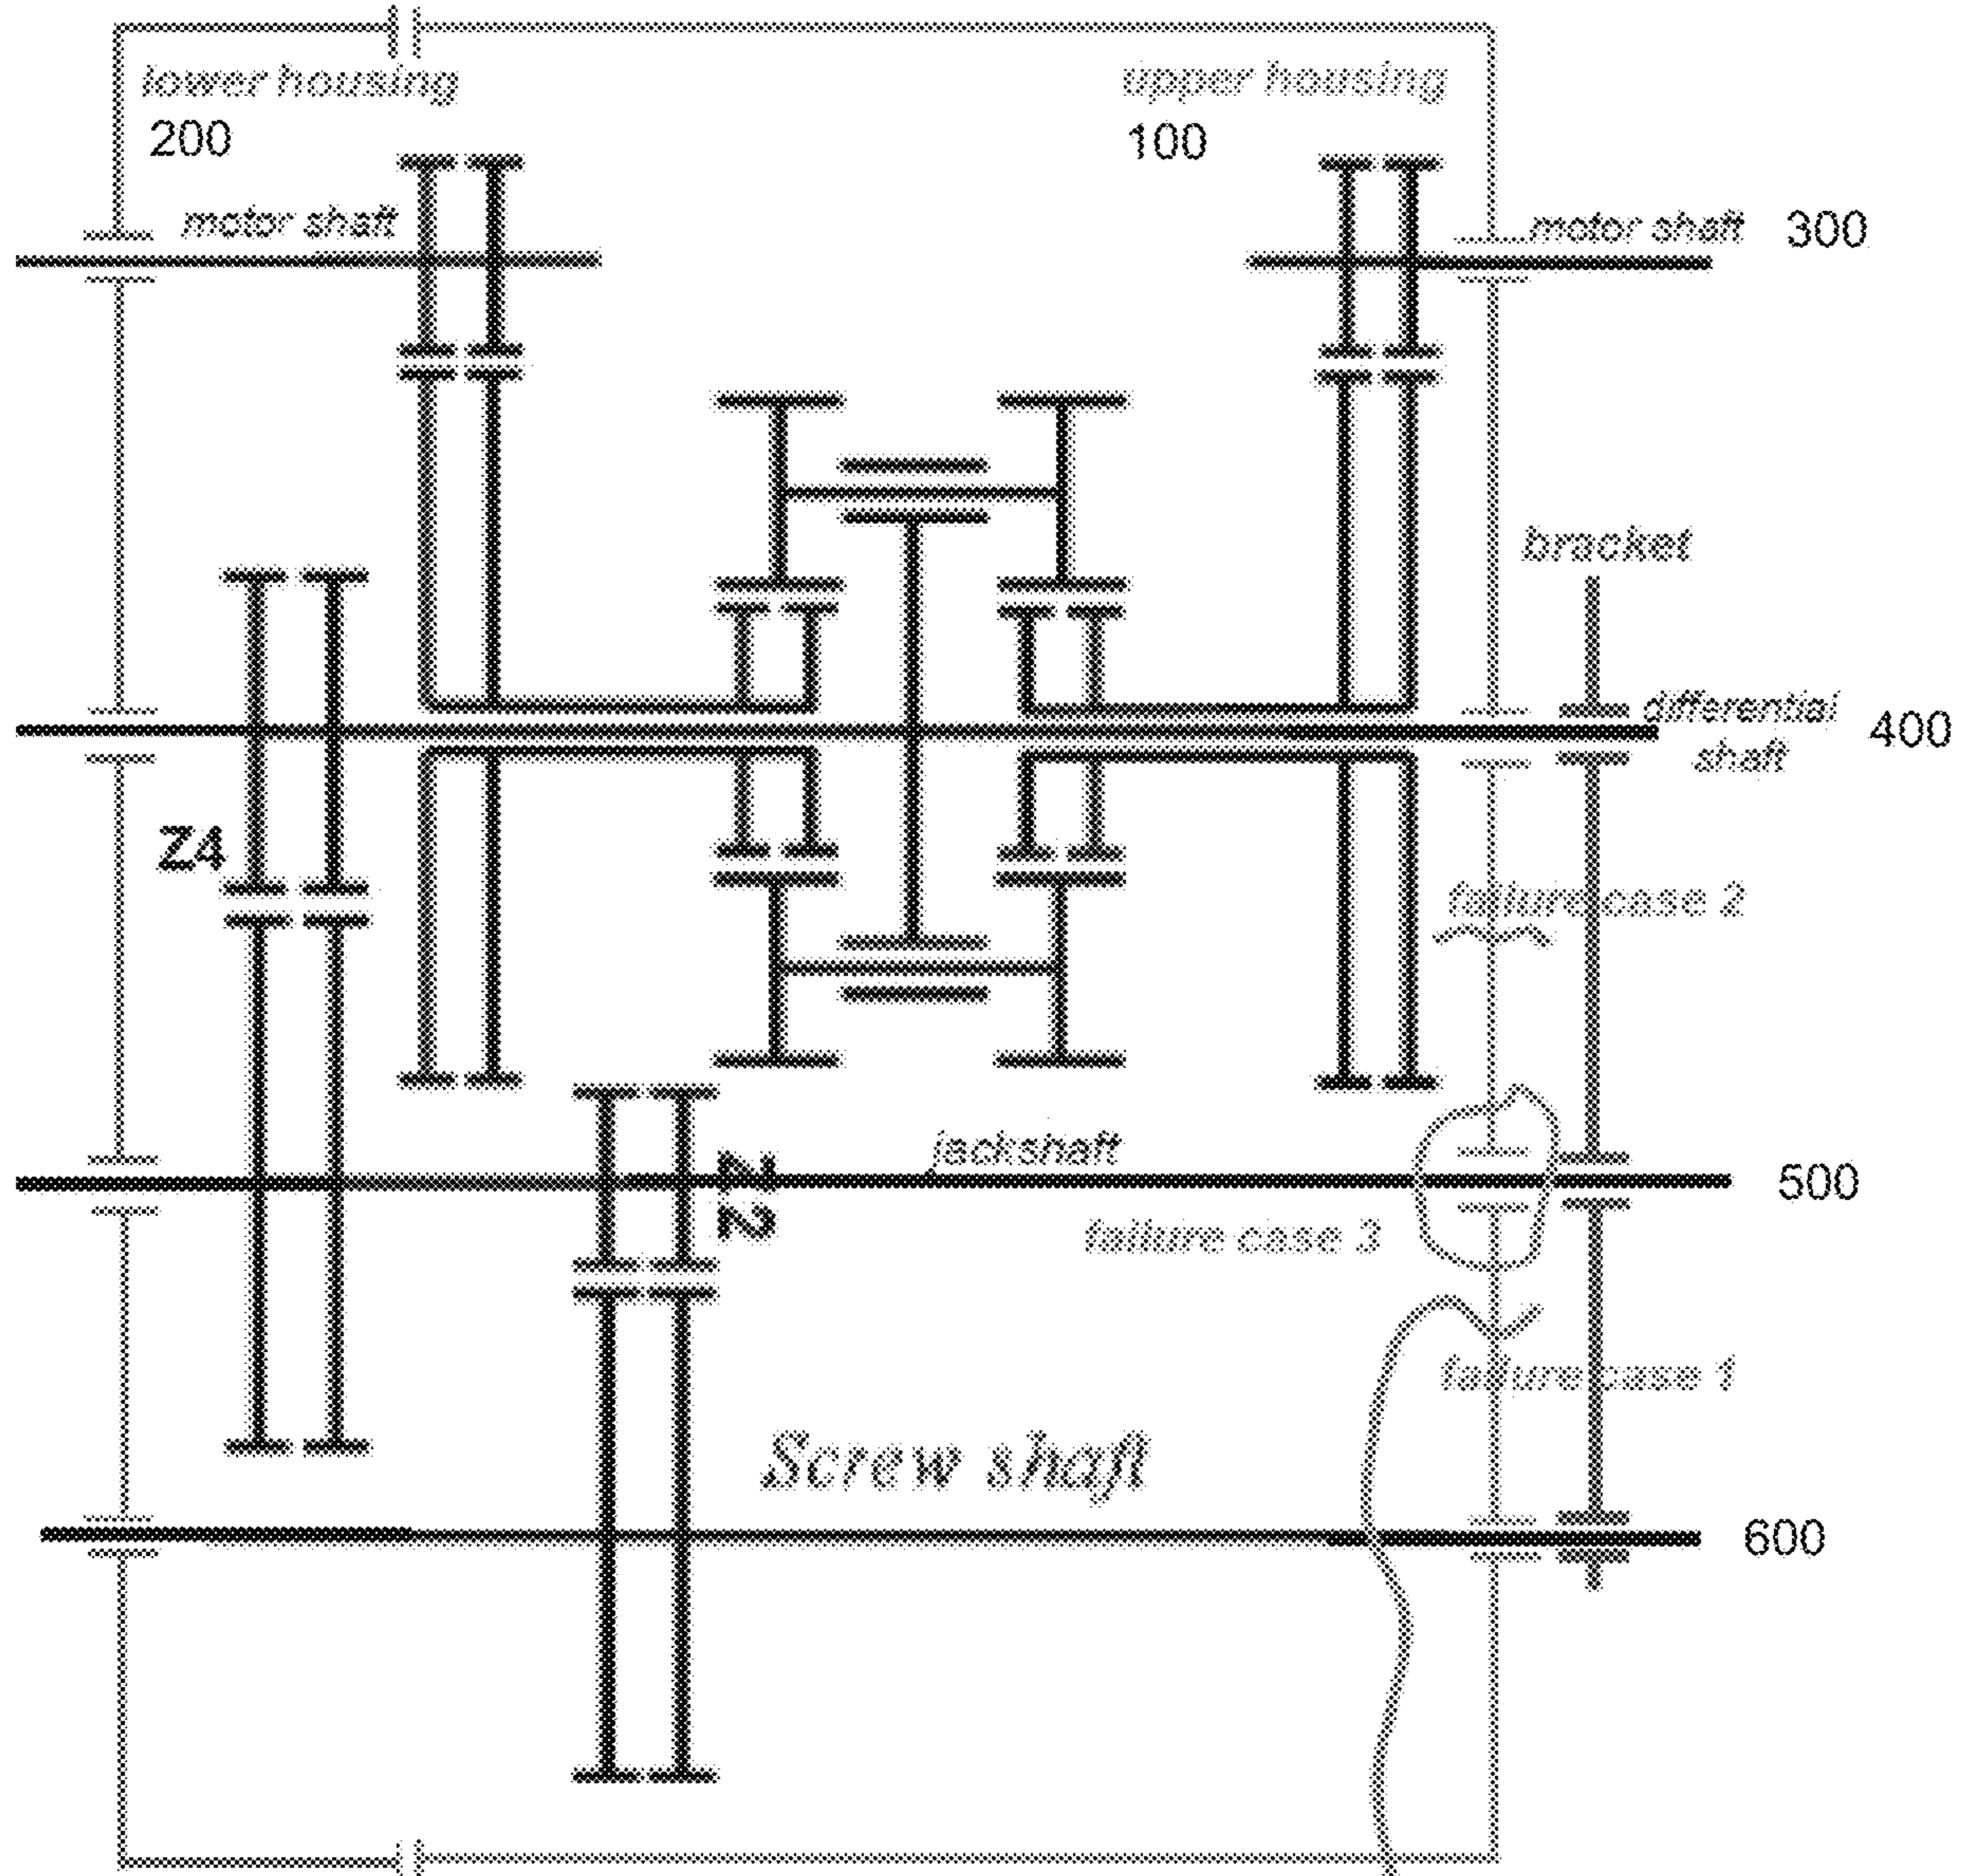 lower housing
200
upper housing
100
motor shaft
motor shaft 300
bracket
differential
shaft
400
Z4
failure case 2
jackshaft
500
Z12
failure case 3
failure case 1
Screw shaft
600